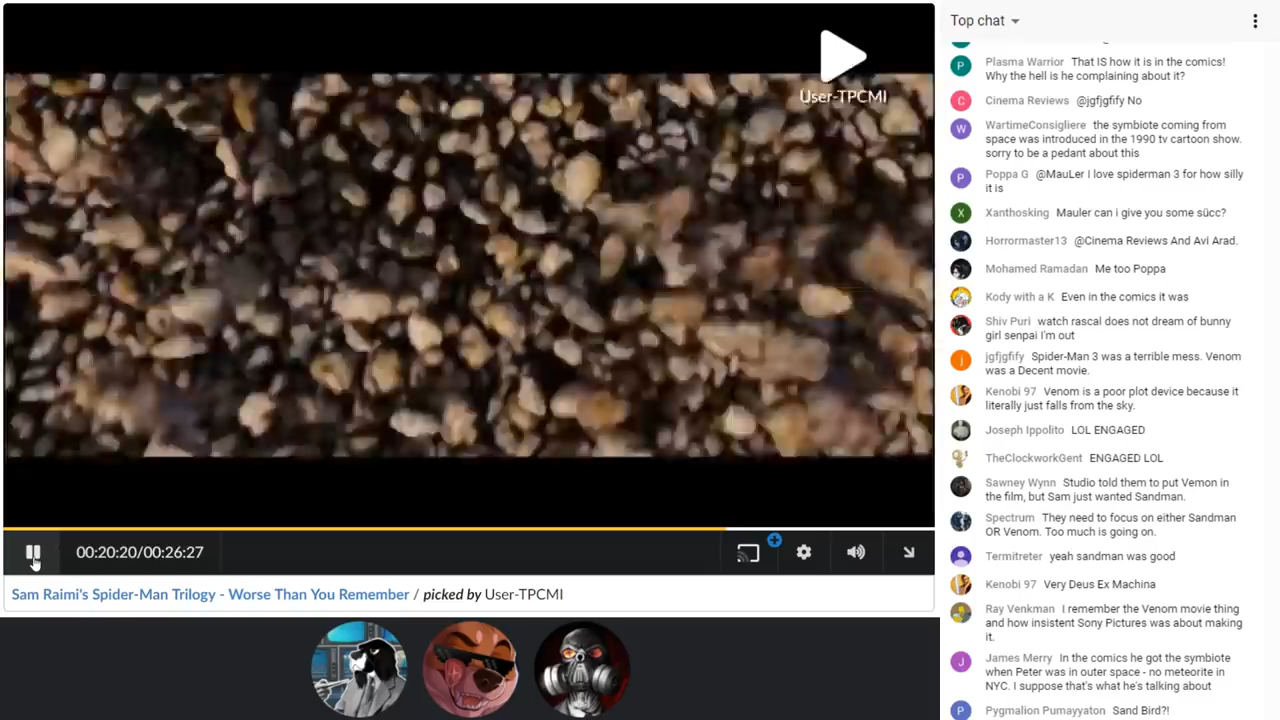 User-TPCMI
00:20:20/00:26:27
Sam Raimi's Spider-Man Trilogy - Worse Than You Remember / picked by User-TPCMI
Top chat
P
Plasma Warrior That IS how it is in the comics!
Why the hell is he complaining about it?
C
Cinema Reviews @jgfjgfify No
W
WartimeConsigliere the symbiote coming from
space was introduced in the 1990 tv cartoon show.
sorry to be a pedant about this
P
Poppa G @MauLer I love spiderman 3 for how silly
it is
X
Xanthosking Mauler can i give you some sücc?
Horrormaster13 @Cinema Reviews And Avi Arad.
Mohamed Ramadan Me too Poppa
Kody with a K Even in the comics it was
Shiv Puri watch rascal does not dream of bunny
girl senpai I'm out
j
jgfjgfify Spider-Man 3 was a terrible mess. Venom
was a Decent movie.
Kenobi 97 Venom is a poor plot device because it
literally just falls from the sky.
Joseph Ippolito LOL ENGAGED
TheClockworkGent ENGAGED LOL
Sawney Wynn Studio told them to put Vemon in
the film, but Sam just wanted Sandman.
Spectrum They need to focus on either Sandman
OR Venom. Too much is going on.
Termitreter yeah sandman was good
Kenobi 97 Very Deus Ex Machina
Ray Venkman I remember the Venom movie thing
and how insistent Sony Pictures was about making
it.
J
James Merry In the comics he got the symbiote
when Peter was in outer space - no meteorite in
NYC. I suppose that's what he's talking about
P
Pygmalion Pumayyaton Sand Bird?!